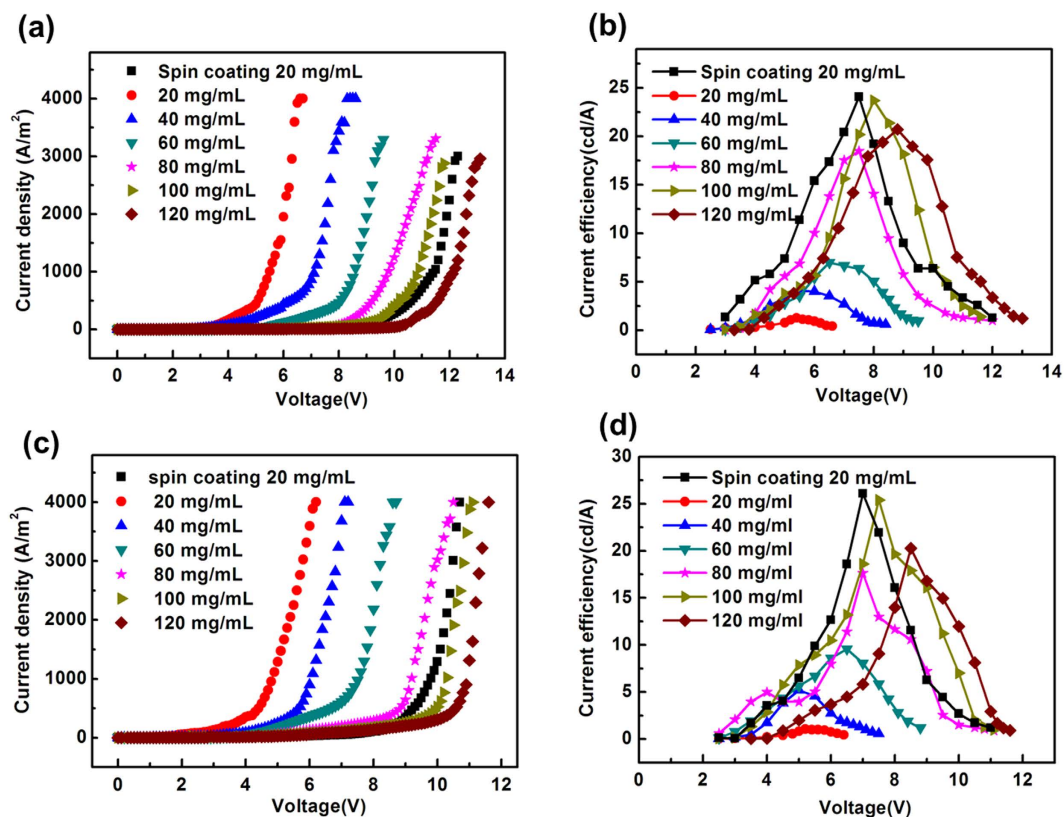 (a)
Spin coating 20 mg/mL
20 mg/mL
40 mg/mL
60 mg/mL
80 mg/mL
100 mg/mL
120 mg/mL
Current density (A/m²)
4000
3000
2000
1000
0
0 2 4 6 8 10 12 14
Voltage(V)
(b)
Spin coating 20 mg/mL
20 mg/mL
40 mg/mL
60 mg/mL
80 mg/mL
100 mg/mL
120 mg/mL
Current efficiency(cd/A)
25
20
15
10
5
0
2 4 6 8 10 12 14
Voltage(V)
(c)
spin coating 20 mg/mL
20 mg/mL
40 mg/mL
60 mg/mL
80 mg/mL
100 mg/mL
120 mg/mL
Current density (A/m²)
4000
3000
2000
1000
0
0 2 4 6 8 10 12
Voltage(V)
(d)
Spin coating 20 mg/mL
20 mg/ml
40 mg/ml
60 mg/ml
80 mg/ml
100 mg/ml
120 mg/ml
Current efficiency(cd/A)
30
25
20
15
10
5
0
0 2 4 6 8 10 12
Voltage(V)